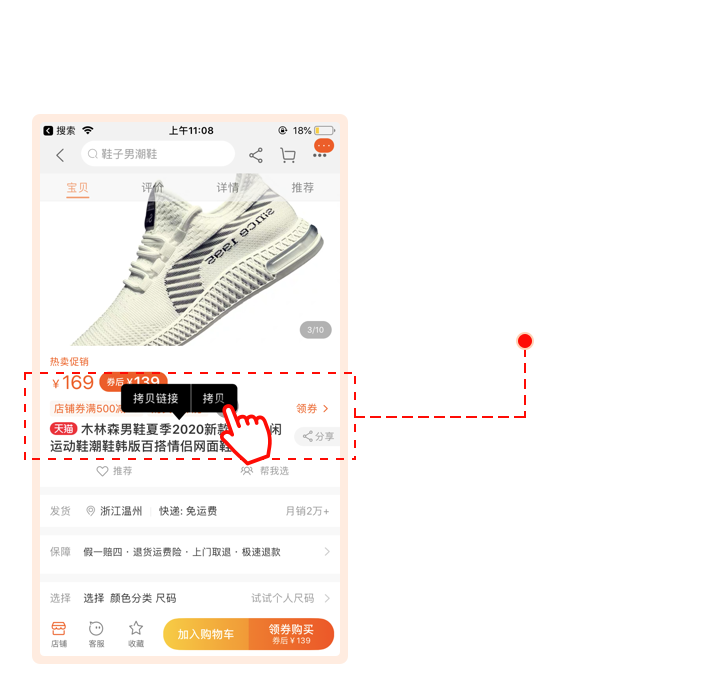 搜索 上午11:08 18%
鞋子男潮鞋
宝贝 评价 详情 推荐
since 1992
3/10
热卖促销
¥169 券后¥139
店铺券满500减 领券
拷贝链接 拷贝
天猫 木林森男鞋夏季2020新款 闲
运动鞋潮鞋韩版百搭情侣网面鞋
分享
推荐 帮我选
发货 浙江温州 快递: 免运费 月销2万+
保障 假一赔四 · 退货运费险 · 上门取退 · 极速退款
选择 选择 颜色分类 尺码 试试个人尺码
店铺 客服 收藏 加入购物车 领券购买
券后¥139